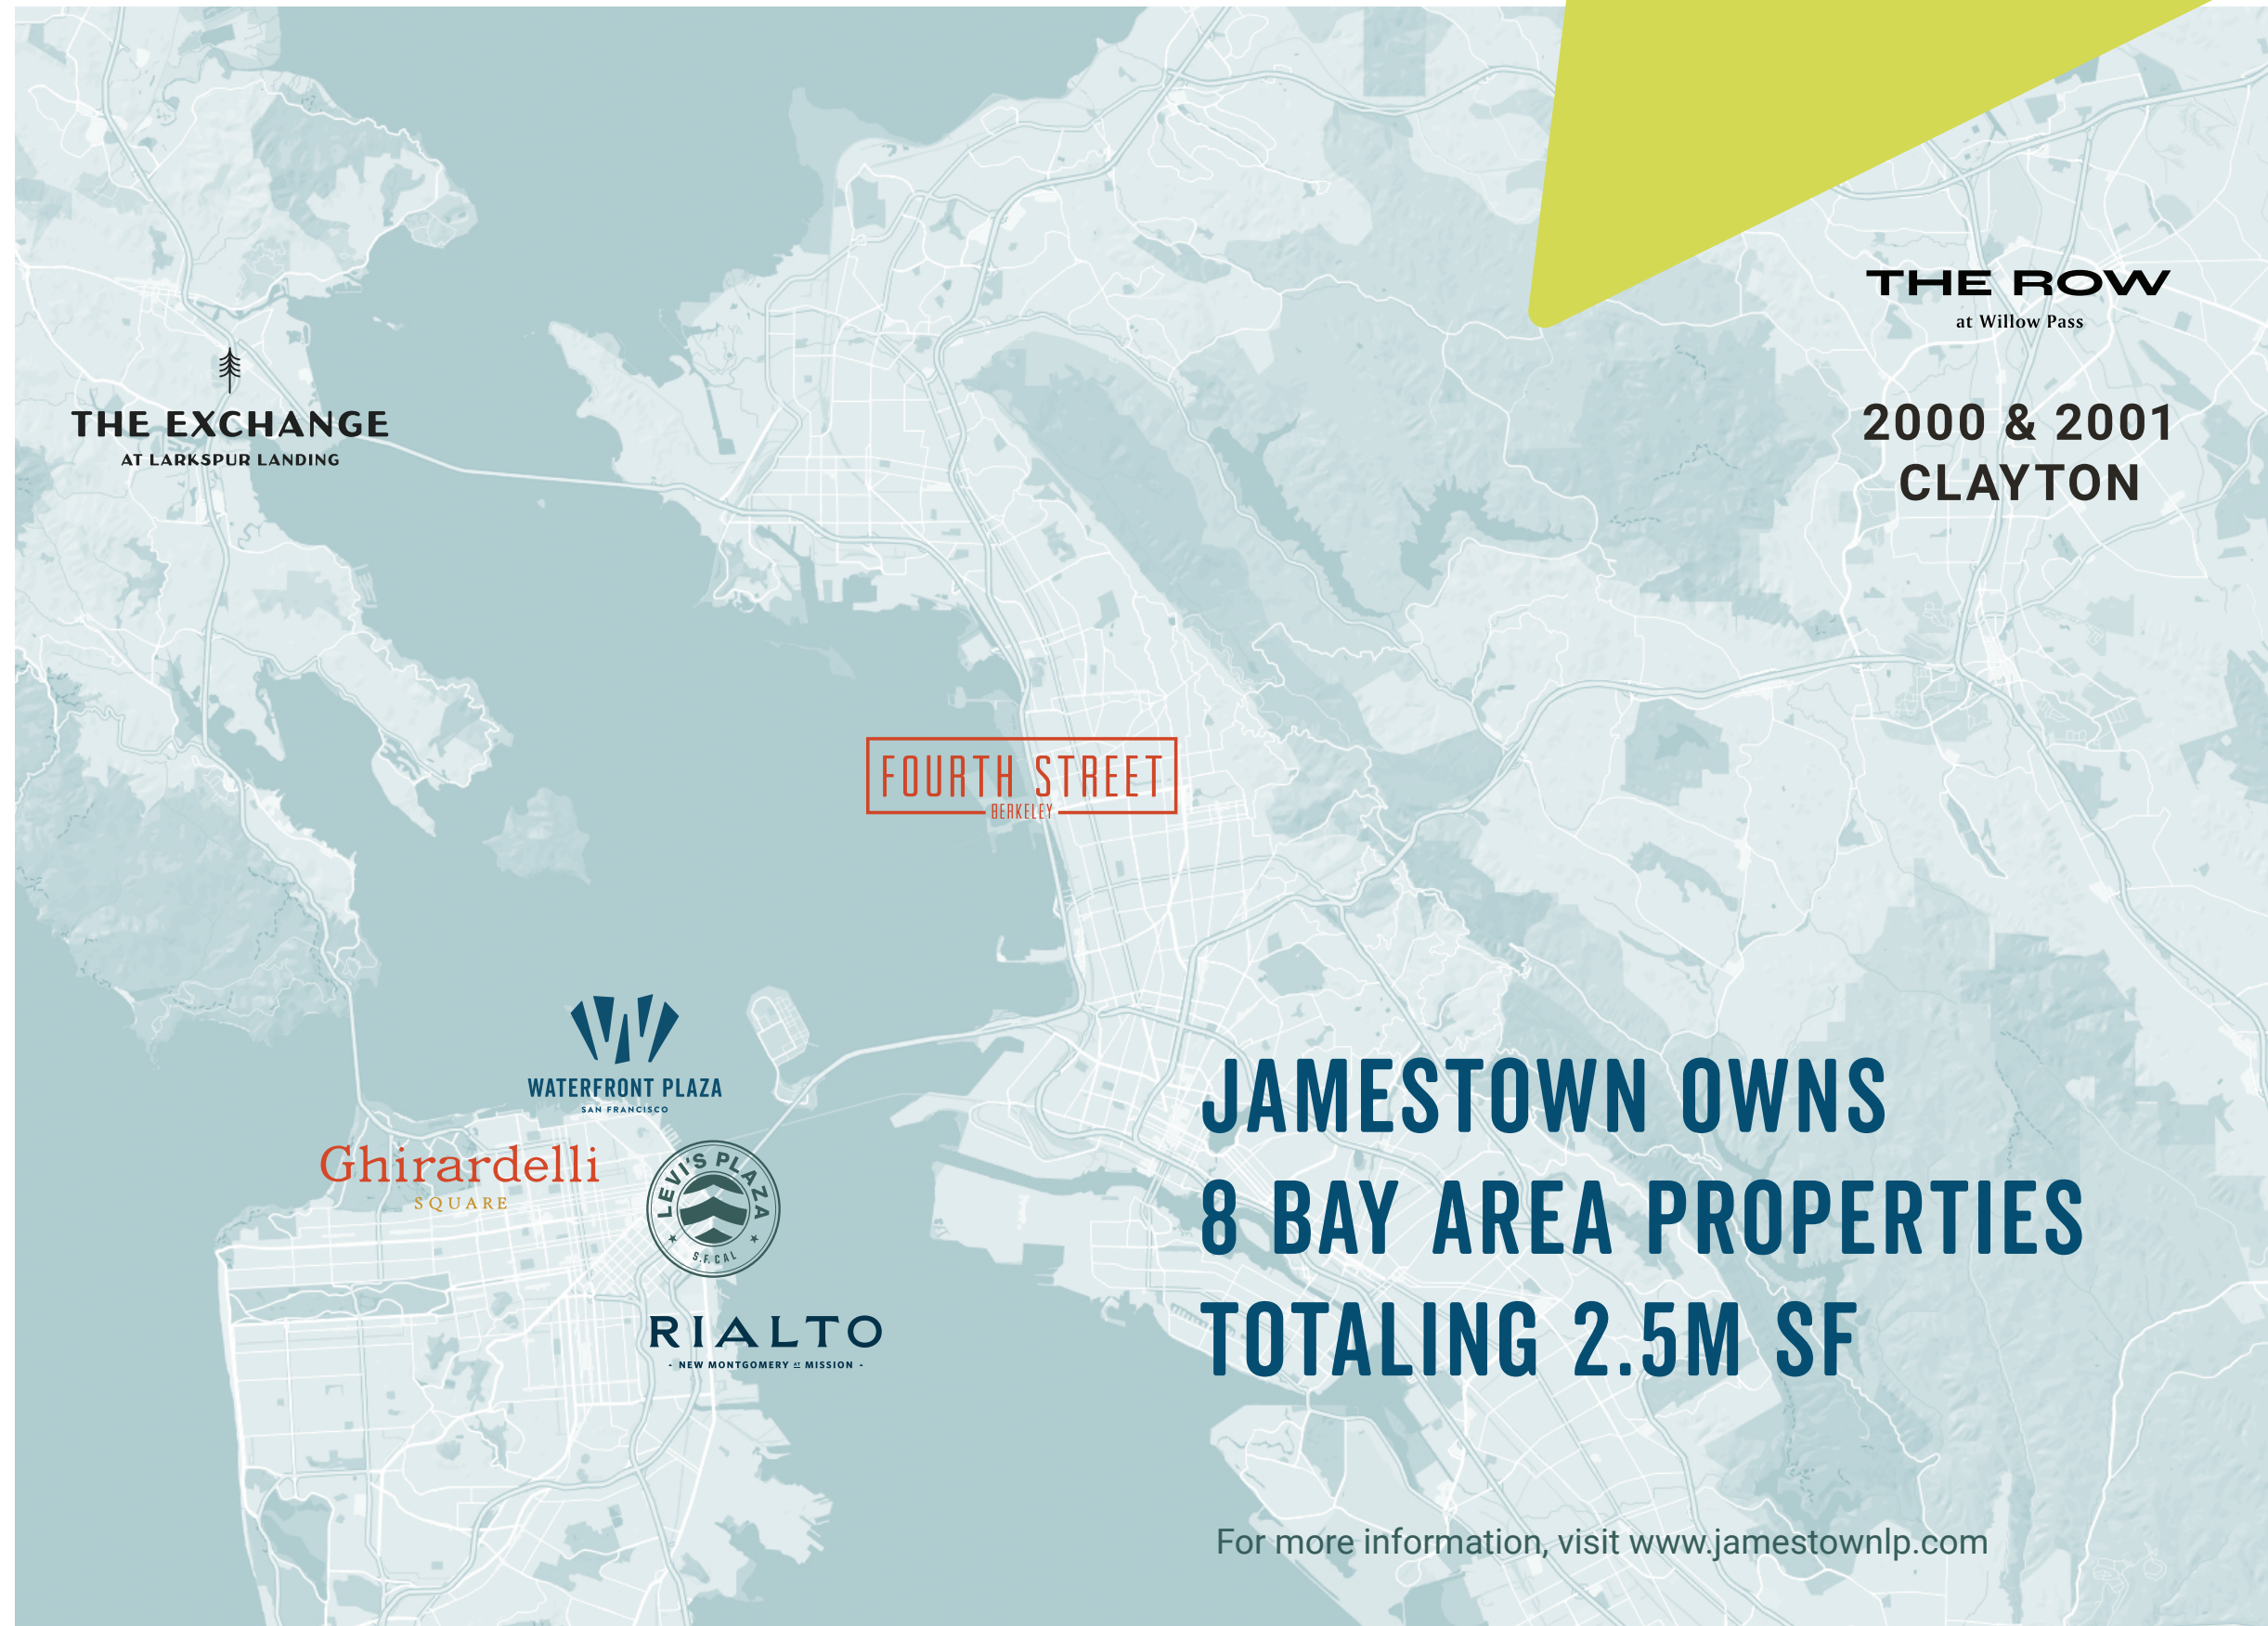 THE ROW
at Willow Pass
THE EXCHANGE
AT LARKSPUR LANDING
2000 & 2001
CLAYTON
FOURTH STREET
BERKELEY
WATERFRONT PLAZA
SAN FRANCISCO
Ghirardelli
SQUARE
LEVI'S PLAZA
S.F. CAL
RIALTO
- NEW MONTGOMERY AT MISSION -
JAMESTOWN OWNS
8 BAY AREA PROPERTIES
TOTALING 2.5M SF
For more information, visit www.jamestownlp.com